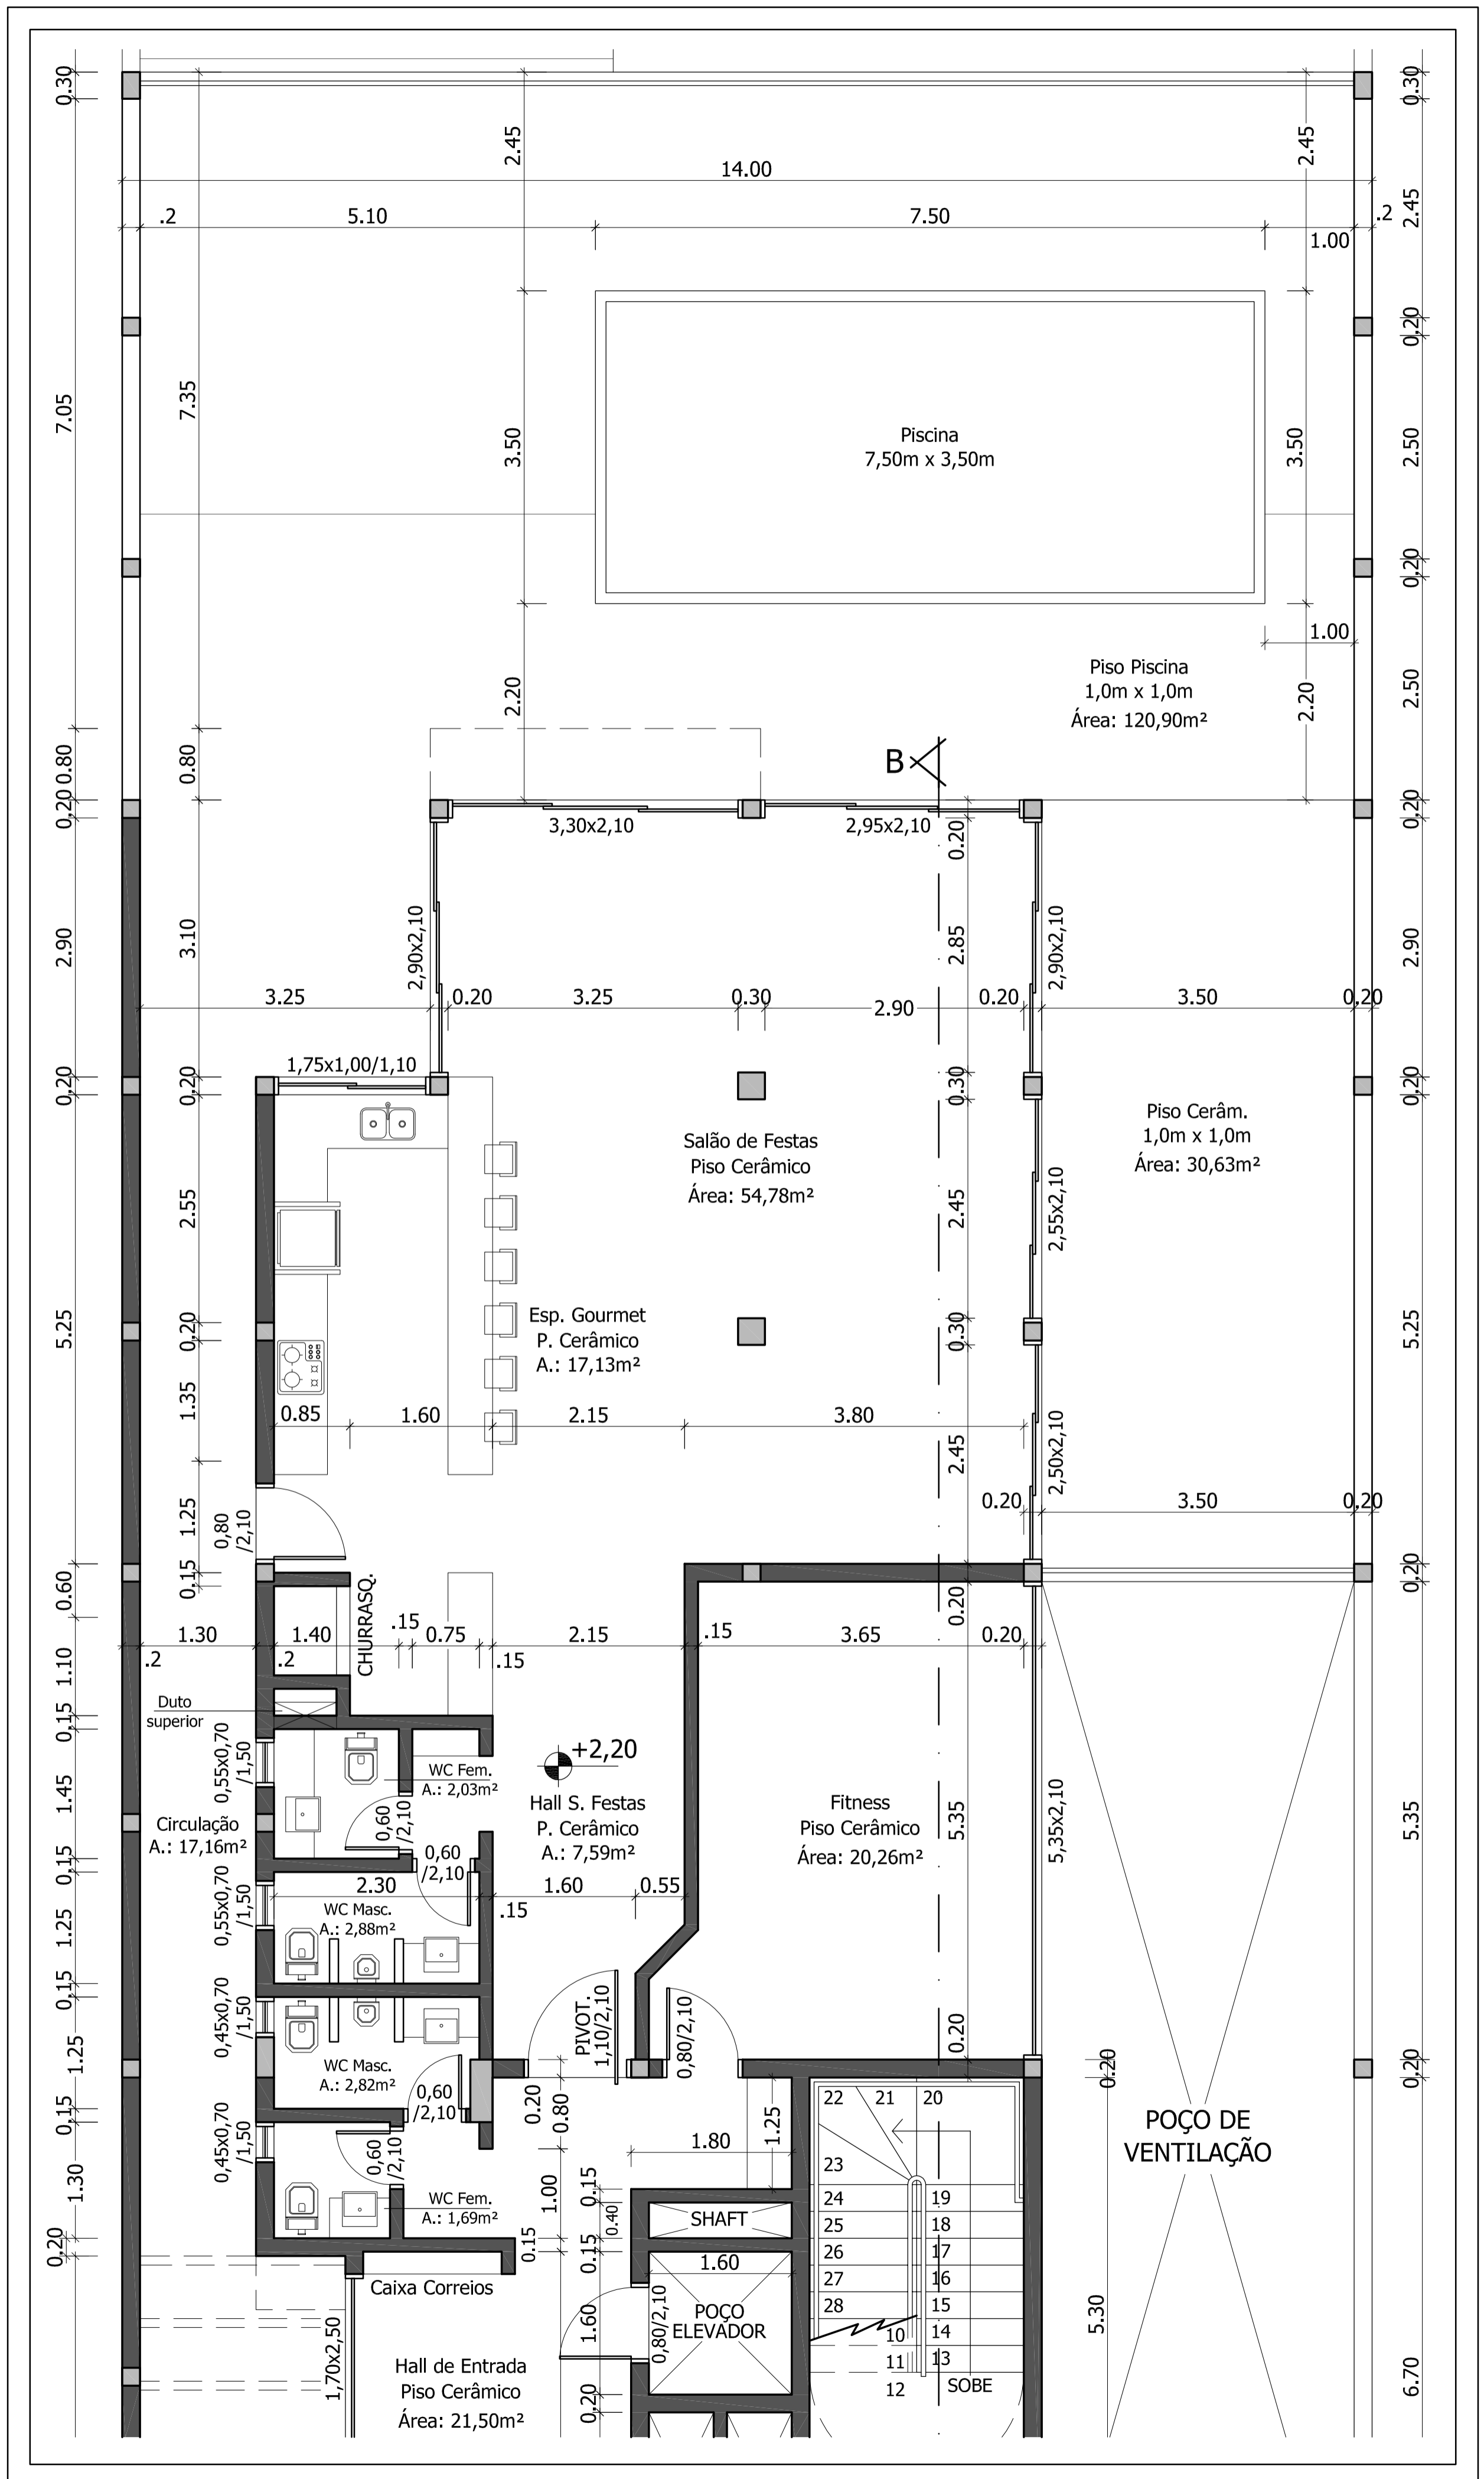 0.30
0.30
2.45
2.45
14.00
.2
5.10
7.50
.2
2.45
1.00
0.20
7.05
7.35
3.50
Piscina
7,50m x 3,50m
3.50
2.50
0.20
1.00
2.20
Piso Piscina
1,0m x 1,0m
Área: 120,90m²
2.20
2.50
0.80
0.80
B
0.20
3,30x2,10
2,95x2,10
0.20
0.20
2.90
3.10
2,90x2,10
2.85
2,90x2,10
2.90
3.25
0.20
3.25
0.30
2.90
0.20
3.50
0.20
1,75x1,00/1,10
0.20
0.20
0.30
0.20
Salão de Festas
Piso Cerâmico
Área: 54,78m²
Piso Cerâm.
1,0m x 1,0m
Área: 30,63m²
2.55
2.45
2,55x2,10
5.25
0.20
Esp. Gourmet
P. Cerâmico
A.: 17,13m²
0.30
5.25
1.35
0.85
1.60
2.15
3.80
2.45
2,50x2,10
1.25
0,80
/2,10
0.20
3.50
0.20
0.15
0.60
CHURRASQ.
0.20
0.20
1.30
1.40
.15
0.75
2.15
.15
3.65
0.20
.2
.2
.15
1.10
Duto
superior
0.15
0,55x0,70
/1,50
WC Fem.
A.: 2,03m²
+2,20
1.45
Circulação
A.: 17,16m²
0,60
/2,10
Hall S. Festas
P. Cerâmico
A.: 7,59m²
Fitness
Piso Cerâmico
Área: 20,26m²
5.35
5,35x2,10
5.35
0.15
0,60
/2,10
0,55x0,70
/1,50
2.30
1.60
0.55
.15
1.25
WC Masc.
A.: 2,88m²
0.15
0,45x0,70
/1,50
PIVOT.
1,10/2,10
0,80/2,10
0.20
1.25
WC Masc.
A.: 2,82m²
0,60
/2,10
0.20
0.80
0.20
0.20
0.15
0,45x0,70
/1,50
0,60
/2,10
1.80
1.25
22
21
20
POÇO DE
VENTILAÇÃO
1.30
WC Fem.
A.: 1,69m²
1.00
0.15
0.40
SHAFT
23
24
19
25
18
0.20
0.15
0.15
1.60
26
17
27
16
Caixa Correios
1,70x2,50
1.60
0,80/2,10
POÇO
ELEVADOR
28
15
10
14
11
13
12
SOBE
5.30
Hall de Entrada
Piso Cerâmico
Área: 21,50m²
0.20
6.70